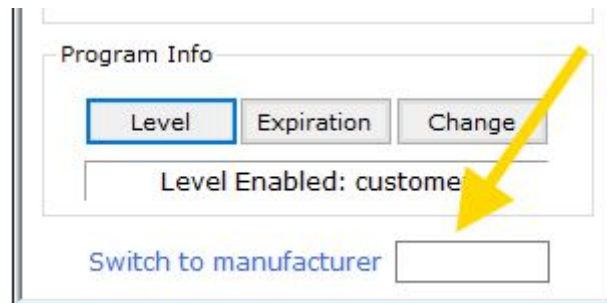 Program Info
Level Expiration Change
Level Enabled: custome
Switch to manufacturer